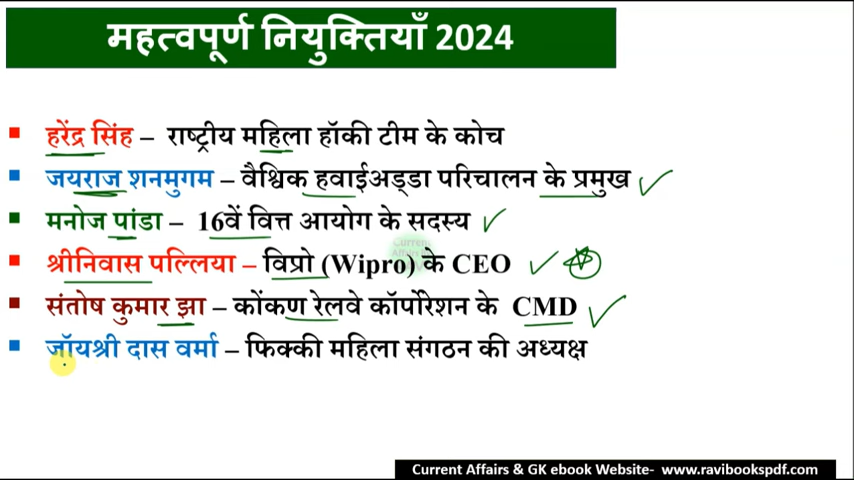 महत्वपूर्ण नियुक्तियाँ 2024
हरेंद्र सिंह – राष्ट्रीय महिला हॉकी टीम के कोच
जयराज शनमुगम – वैश्विक हवाईअड्डा परिचालन के प्रमुख
मनोज पांडा – 16वें वित्त आयोग के सदस्य
श्रीनिवास पल्लिया – विप्रो (Wipro) के CEO
संतोष कुमार झा – कोंकण रेलवे कॉर्पोरेशन के CMD
जॉयश्री दास वर्मा – फिक्की महिला संगठन की अध्यक्ष
Current Affairs & GK ebook Website- www.ravibookspdf.com